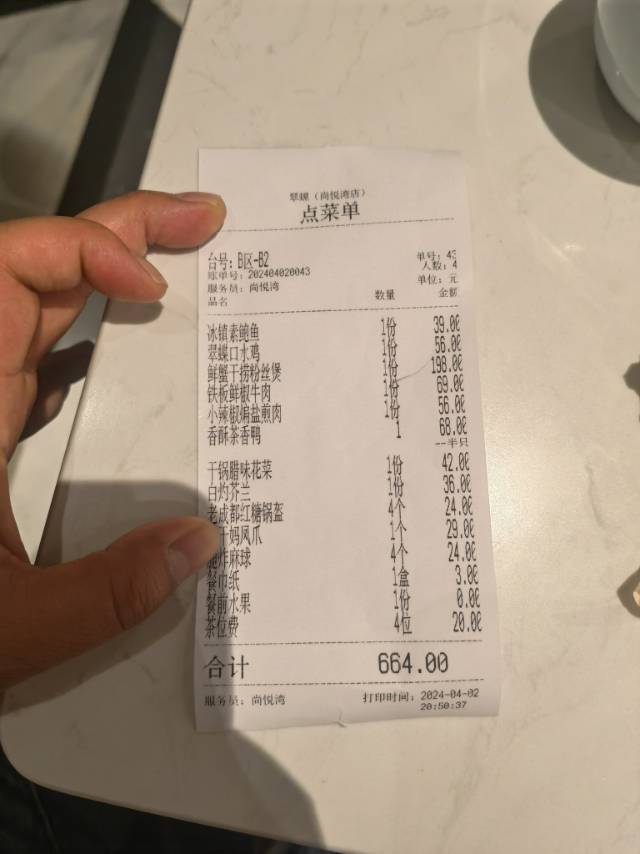 翠蝶（尚悦湾店）
点菜单
台号：B区-B2 单号：43
账单号：202404020043 人数：4
服务员：尚悦湾 单位：元
品名 数量 金额
冰镇素鲍鱼 1份 39.00
翠蝶口水鸡 1份 56.00
鲜蟹干捞粉丝煲 1份 198.00
铁板鲜椒牛肉 1份 69.00
小辣椒煸盐煎肉 1份 56.00
香酥茶香鸭 1 68.00
--半只
干锅腊味花菜 1份 42.00
白灼芥兰 1份 36.00
老成都红糖锅盔 4个 24.00
干妈凤爪 1个 29.00
炸麻球 4个 24.00
餐巾纸 1盒 3.00
餐前水果 1份 0.00
茶位费 4位 20.00
合计 664.00
服务员：尚悦湾 打印时间：2024-04-02
20:50:37